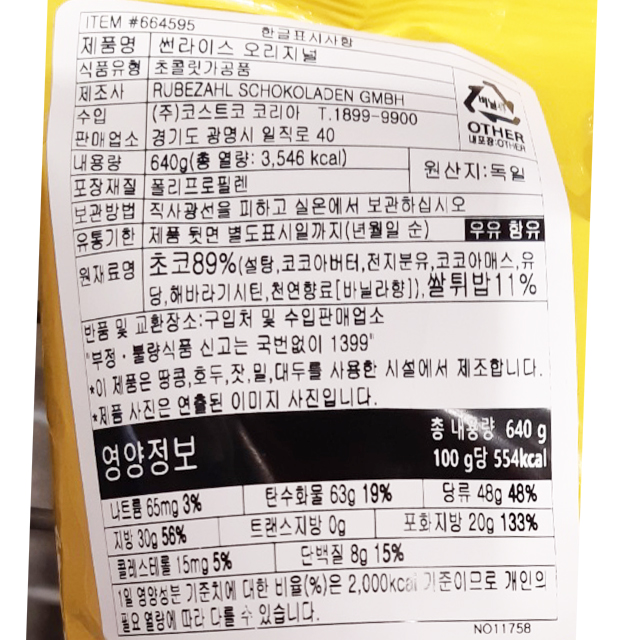 ITEM #664595
한글표시사항
제품명 썬라이스 오리지널
식품유형 초콜릿가공품
제조사 RUBEZAHL SCHOKOLADEN GMBH
수입 (주)코스트코 코리아 T.1899-9900
판매업소 경기도 광명시 일직로 40
비닐류
OTHER
내포장:OTHER
내용량 640g(총 열량: 3,546 kcal)
원산지:독일
포장재질 폴리프로필렌
보관방법 직사광선을 피하고 실온에서 보관하십시오
유통기한 제품 뒷면 별도표시일까지(년월일 순) 우유 함유
원재료명 초코89%(설탕,코코아버터,전지분유,코코아매스,유
당,해바라기시틴,천연향료[바닐라향]),쌀튀밥11%
반품 및 교환장소:구입처 및 수입판매업소
"부정·불량식품 신고는 국번없이 1399"
*이 제품은 땅콩,호두,잣,밀,대두를 사용한 시설에서 제조합니다.
*제품 사진은 연출된 이미지 사진입니다.
영양정보
총 내용량 640 g
100 g당 554kcal
나트륨 65mg 3% 탄수화물 63g 19% 당류 48g 48%
지방 30g 56% 트랜스지방 0g 포화지방 20g 133%
콜레스테롤 15mg 5% 단백질 8g 15%
1일 영양성분 기준치에 대한 비율(%)은 2,000kcal 기준이므로 개인의
필요 열량에 따라 다를 수 있습니다.
NO11758